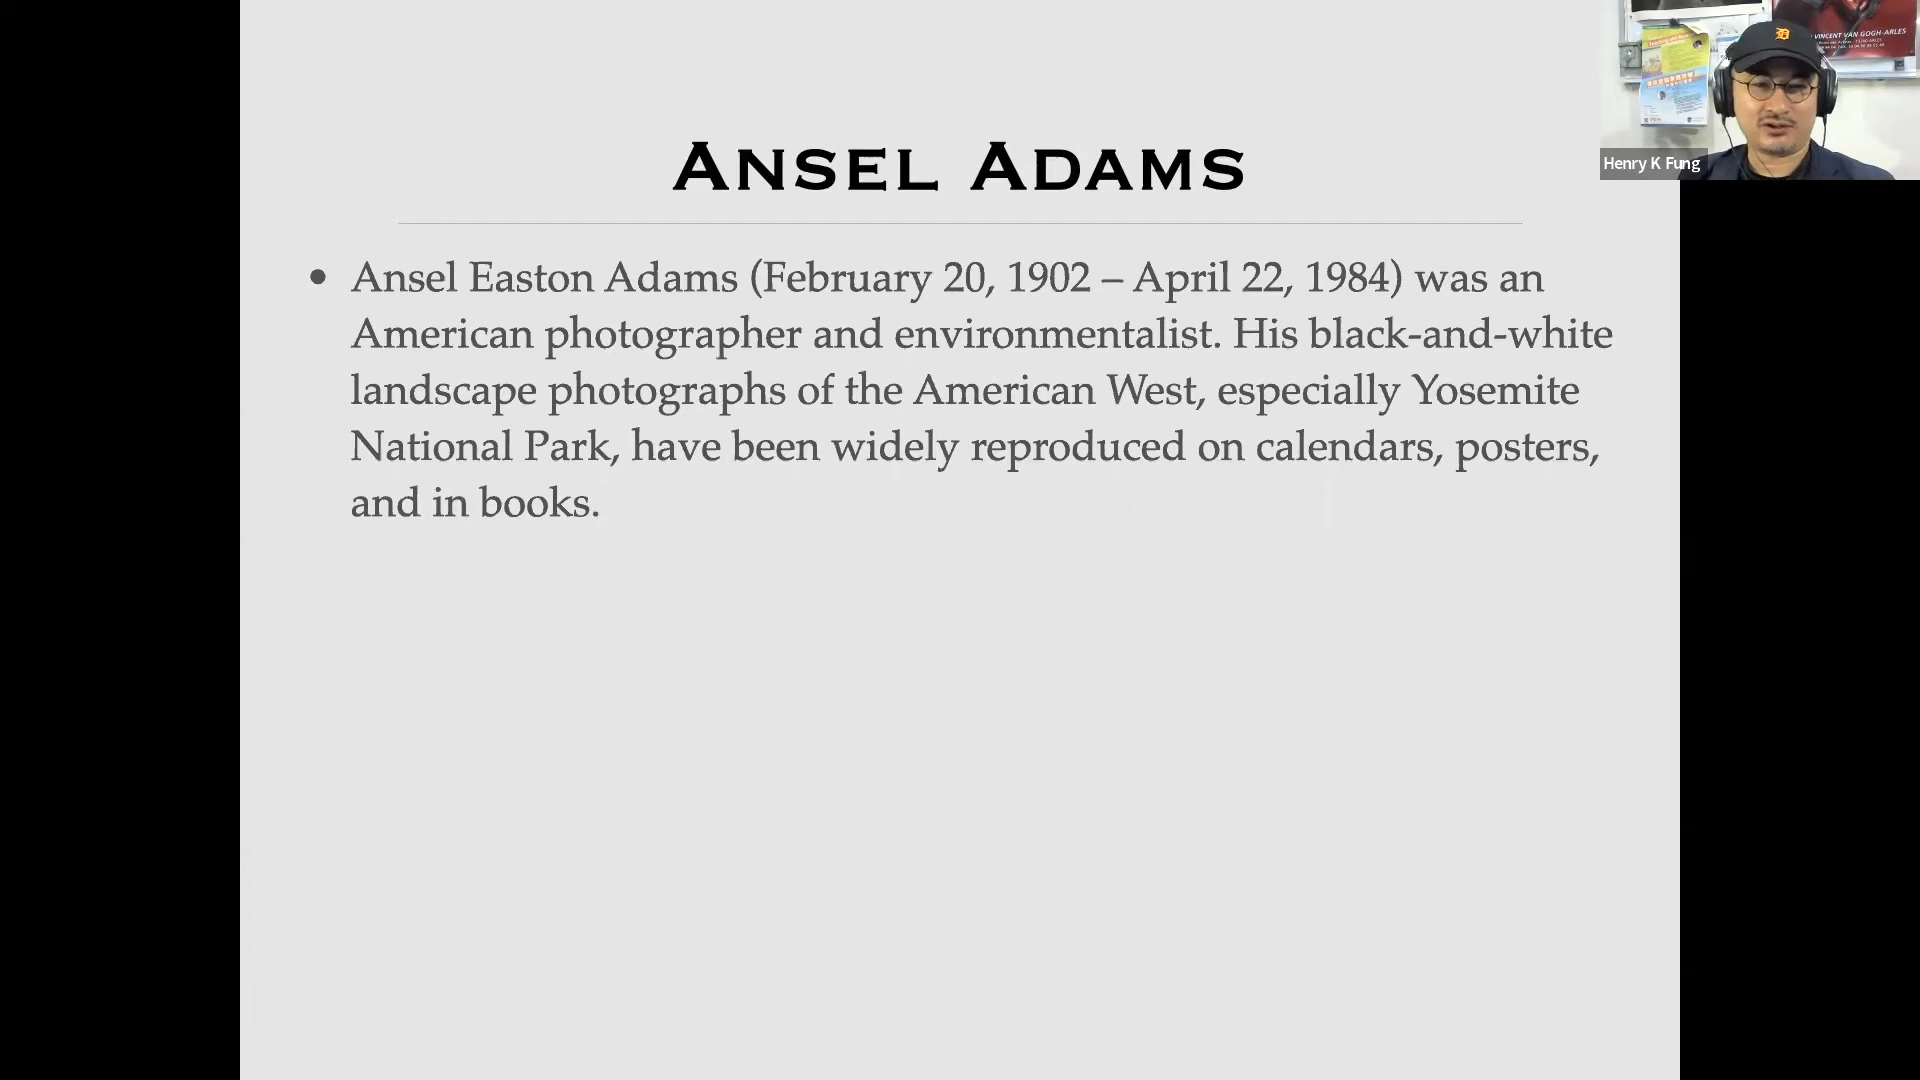 ANSEL ADAMS
• Ansel Easton Adams (February 20, 1902 – April 22, 1984) was an
American photographer and environmentalist. His black-and-white
landscape photographs of the American West, especially Yosemite
National Park, have been widely reproduced on calendars, posters,
and in books.
VINCENT VAN GOGH-ARLES
Henry K Fung